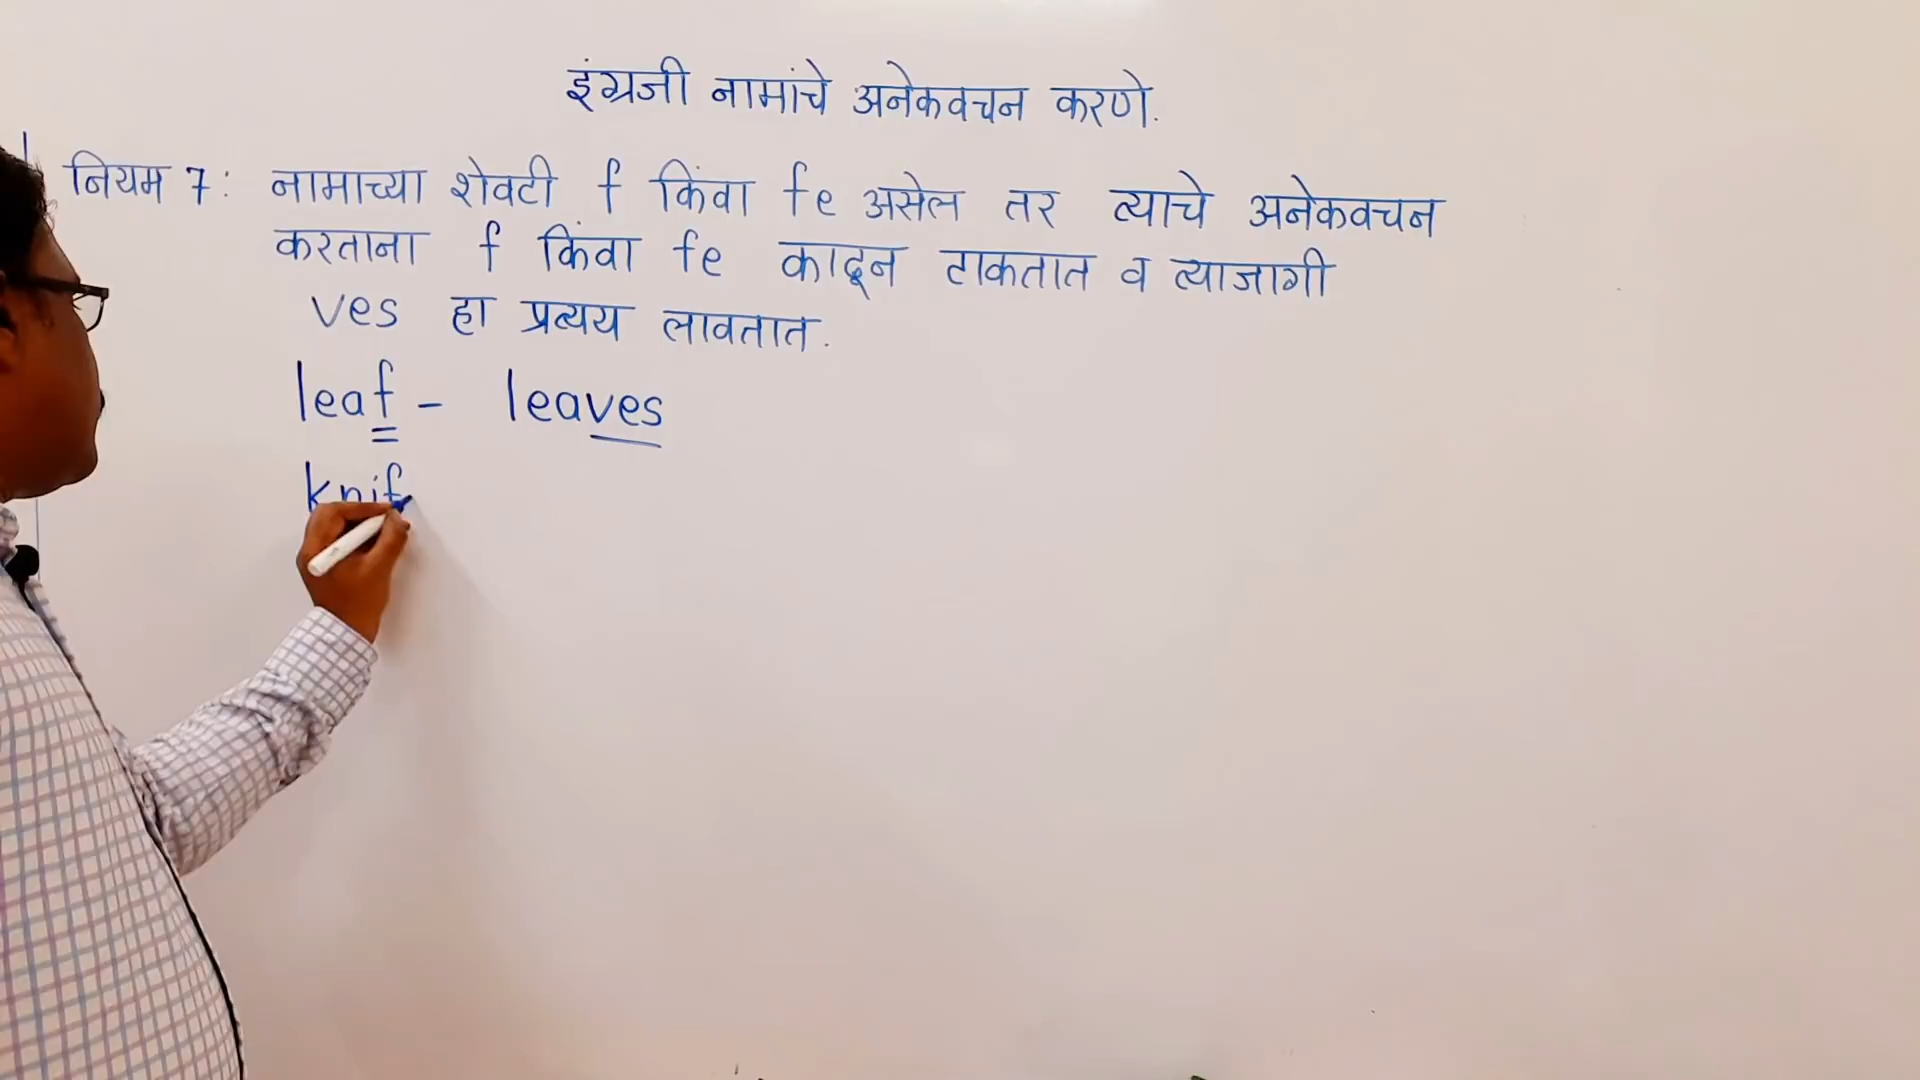 इंग्रजी नामांचे अनेकवचन करणे.
नियम 7: नामाच्या शेवटी f किंवा fe असेल तर त्याचे अनेकवचन
करताना f किंवा fe काढून टाकतात व त्याजागी
ves हा प्रत्यय लावतात.
leaf - leaves
knif